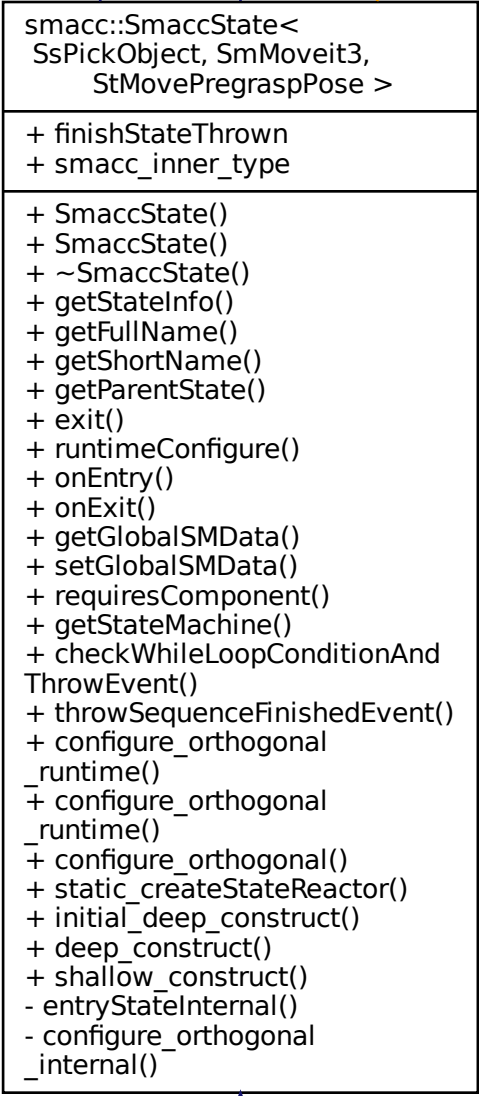 smacc::SmaccState<
SsPickObject, SmMoveit3,
StMovePregraspPose >
+ finishStateThrown
+ smacc_inner_type
+ SmaccState()
+ SmaccState()
+ ~SmaccState()
+ getStateInfo()
+ getFullName()
+ getShortName()
+ getParentState()
+ exit()
+ runtimeConfigure()
+ onEntry()
+ onExit()
+ getGlobalSMData()
+ setGlobalSMData()
+ requiresComponent()
+ getStateMachine()
+ checkWhileLoopConditionAnd
ThrowEvent()
+ throwSequenceFinishedEvent()
+ configure_orthogonal
_runtime()
+ configure_orthogonal
_runtime()
+ configure_orthogonal()
+ static_createStateReactor()
+ initial_deep_construct()
+ deep_construct()
+ shallow_construct()
- entryStateInternal()
- configure_orthogonal
_internal()